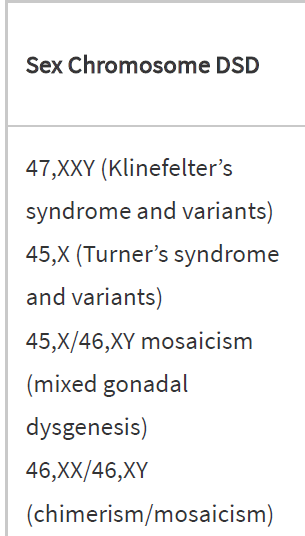 Sex Chromosome DSD
47,XXY (Klinefelter’s
syndrome and variants)
45,X (Turner’s syndrome
and variants)
45,X/46,XY mosaicism
(mixed gonadal
dysgenesis)
46,XX/46,XY
(chimerism/mosaicism)